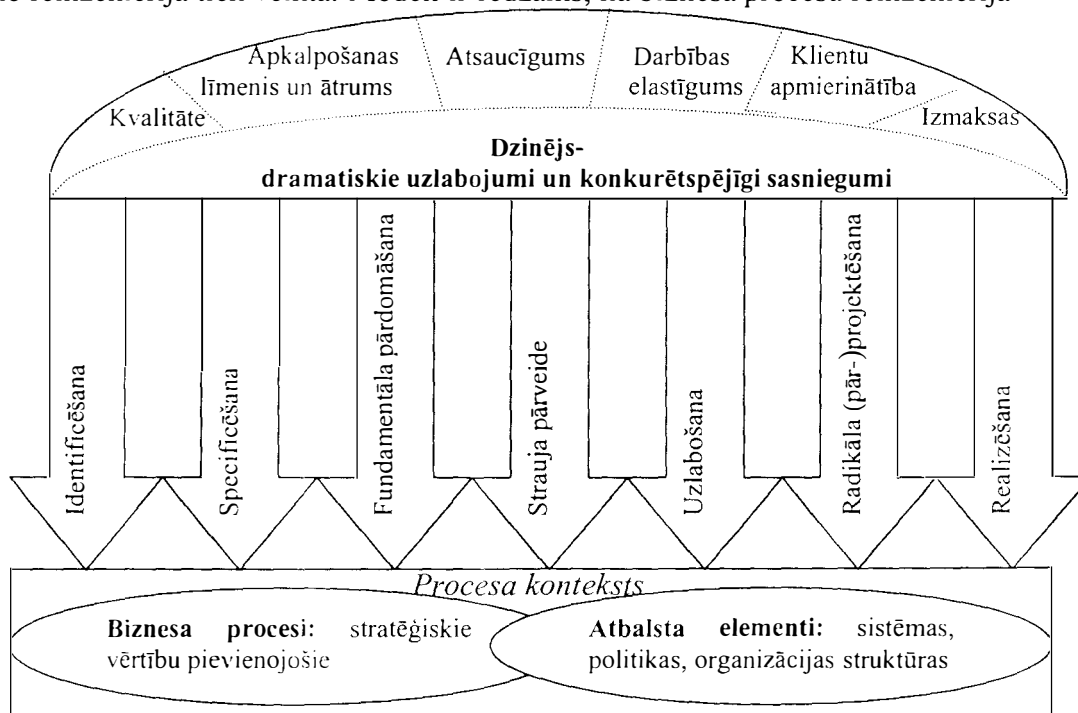 Apkalpošanas
līmenis un ātrums
Atsaucīgums
Darbības
elastīgums
Klientu
apmierinātība
Kvalitāte
Izmaksas
Dzinējs-
dramatiskie uzlabojumi un konkurētspējīgi sasniegumi
Identificēšana
Specificēšana
Fundamentāla pārdomāšana
Strauja pārveide
Uzlabošana
Radikāla (pār-)projektēšana
Realizēšana
Procesa konteksts
Biznesa procesi: stratēģiskie
vērtību pievienojošie
Atbalsta elementi: sistēmas,
politikas, organizācijas struktūras